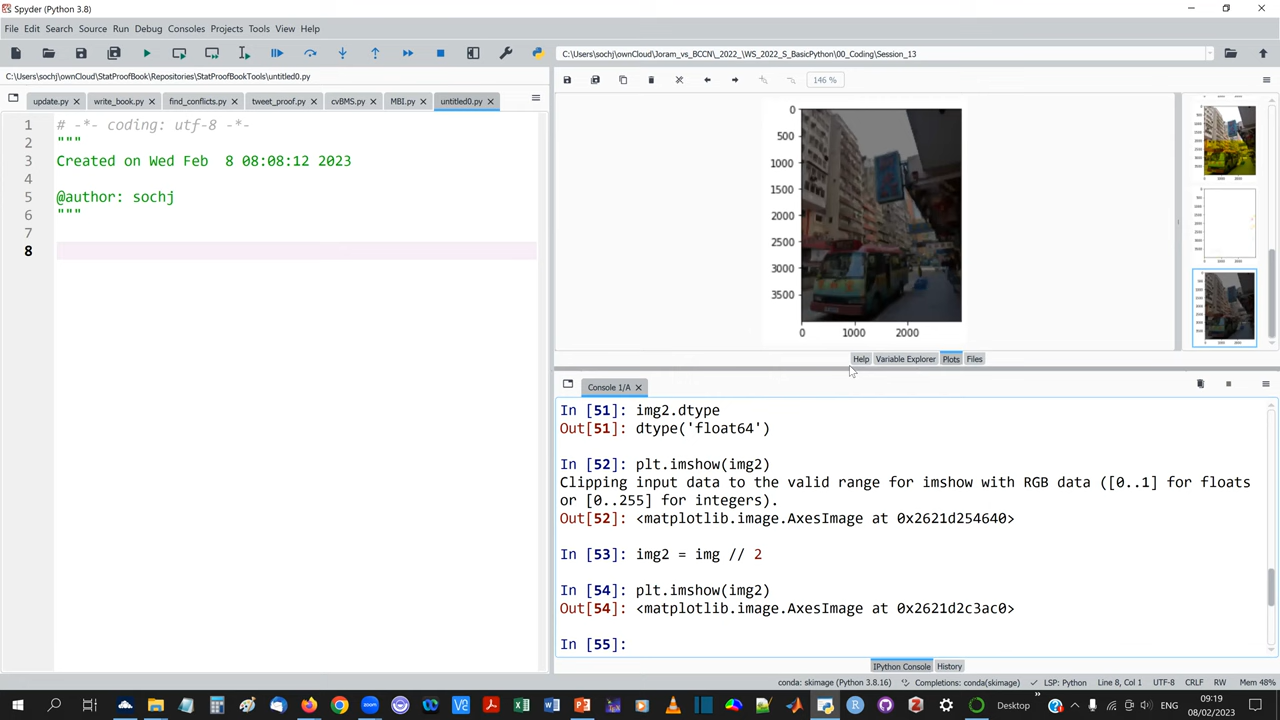 Spyder (Python 3.8)
File Edit Search Source Run Debug Consoles Projects Tools View Help
C:\Users\sochj\ownCloud\Joram_vs_BCCN\_2022_\WS_2022_S_BasicPython\00_Coding\Session_13
C:\Users\sochj\ownCloud\StatProofBook\Repositories\StatProofBookTools\untitled0.py
146 %
update.py write_book.py find_conflicts.py tweet_proof.py cvBMS.py MBI.py untitled0.py
1 # -*- coding: utf-8 -*-
2 """
3 Created on Wed Feb  8 08:08:12 2023
4
5 @author: sochj
6 """
7
8
0
500
1000
1500
2000
2500
3000
3500
0 1000 2000
Help Variable Explorer Plots Files
Console 1/A
In [51]: img2.dtype
Out[51]: dtype('float64')
In [52]: plt.imshow(img2)
Clipping input data to the valid range for imshow with RGB data ([0..1] for floats
or [0..255] for integers).
Out[52]: <matplotlib.image.AxesImage at 0x2621d254640>
In [53]: img2 = img // 2
In [54]: plt.imshow(img2)
Out[54]: <matplotlib.image.AxesImage at 0x2621d2c3ac0>
In [55]:
IPython Console History
conda: skimage (Python 3.8.16) Completions: conda(skimage) LSP: Python Line 8, Col 1 UTF-8 CRLF RW Mem 48%
Desktop
ENG
09:19
08/02/2023